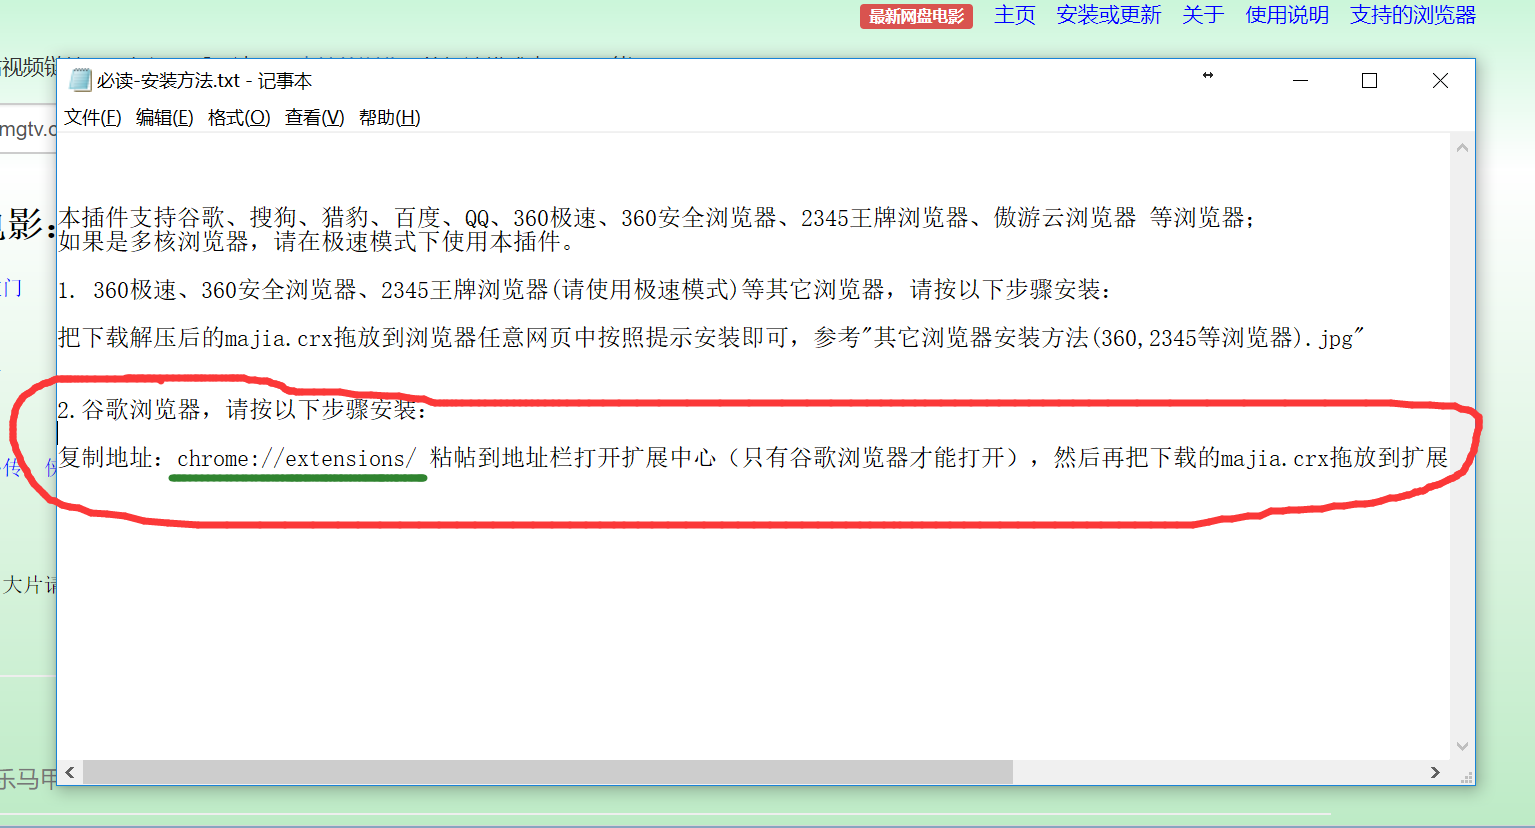 最新网盘电影 主页 安装或更新 关于 使用说明 支持的浏览器
视频链
必读-安装方法.txt - 记事本
文件(F) 编辑(E) 格式(O) 查看(V) 帮助(H)
mgtv.c
本插件支持谷歌、搜狗、猎豹、百度、QQ、360极速、360安全浏览器、2345王牌浏览器、傲游云浏览器 等浏览器；
影：
如果是多核浏览器，请在极速模式下使用本插件。
门
1. 360极速、360安全浏览器、2345王牌浏览器(请使用极速模式)等其它浏览器，请按以下步骤安装：
把下载解压后的majia.crx拖放到浏览器任意网页中按照提示安装即可，参考"其它浏览器安装方法(360,2345等浏览器).jpg"
2.谷歌浏览器，请按以下步骤安装：
复制地址：chrome://extensions/ 粘帖到地址栏打开扩展中心（只有谷歌浏览器才能打开），然后再把下载的majia.crx拖放到扩展
传
大片请
乐马甲